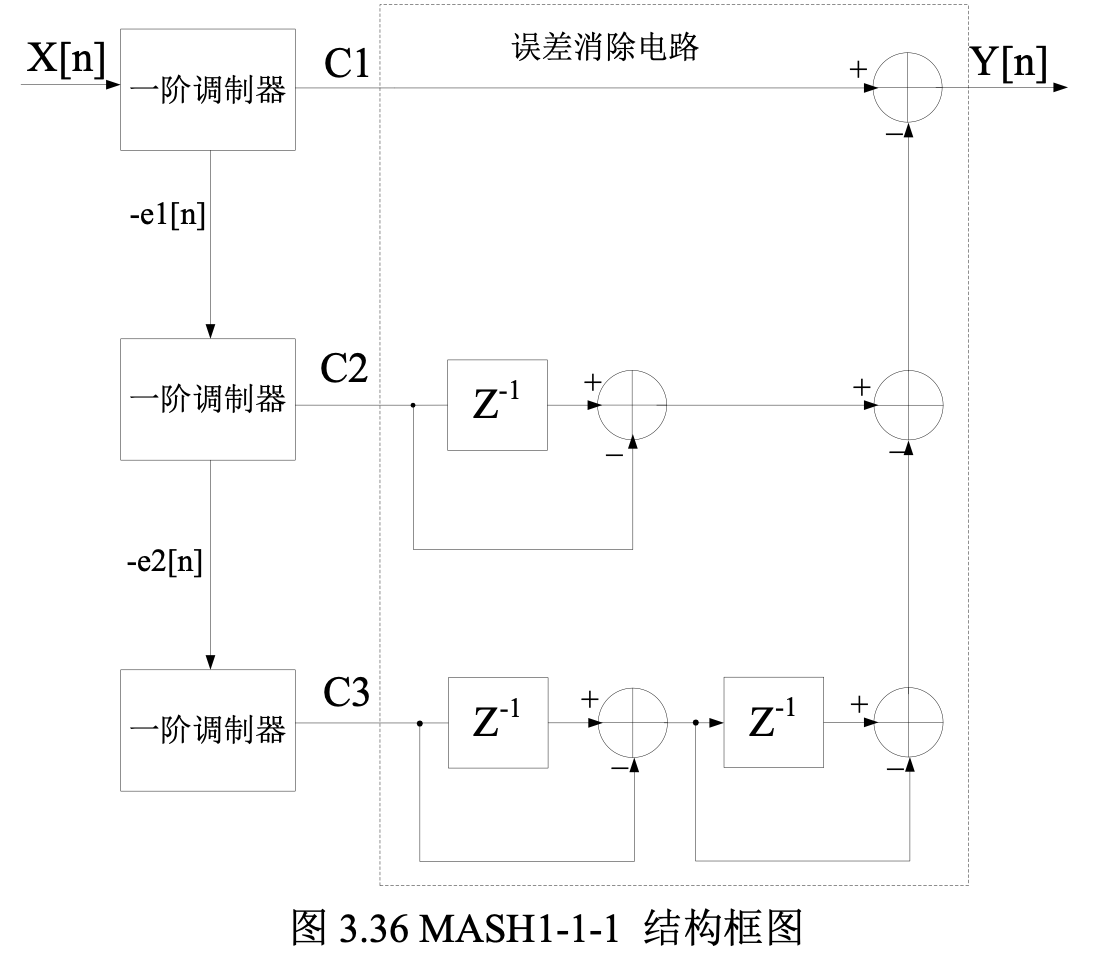 误差消除电路
X[n]
一阶调制器
C1
+
Y[n]
−
-e1[n]
一阶调制器
C2
Z-1
+
−
+
−
-e2[n]
一阶调制器
C3
Z-1
+
−
Z-1
+
−
图 3.36 MASH1-1-1 结构框图